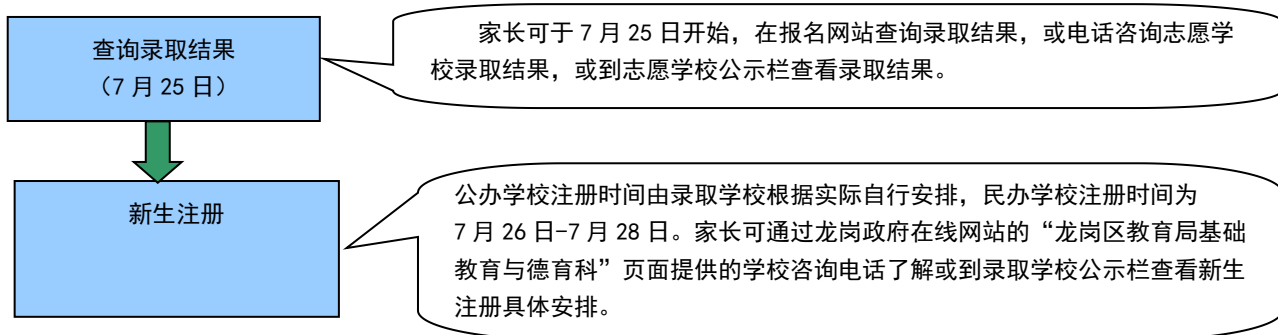 查询录取结果
（7 月 25 日）
家长可于 7 月 25 日开始，在报名网站查询录取结果，或电话咨询志愿学
校录取结果，或到志愿学校公示栏查看录取结果。
新生注册
公办学校注册时间由录取学校根据实际自行安排，民办学校注册时间为
7 月 26 日-7 月 28 日。家长可通过龙岗政府在线网站的“龙岗区教育局基础
教育与德育科”页面提供的学校咨询电话了解或到录取学校公示栏查看新生
注册具体安排。